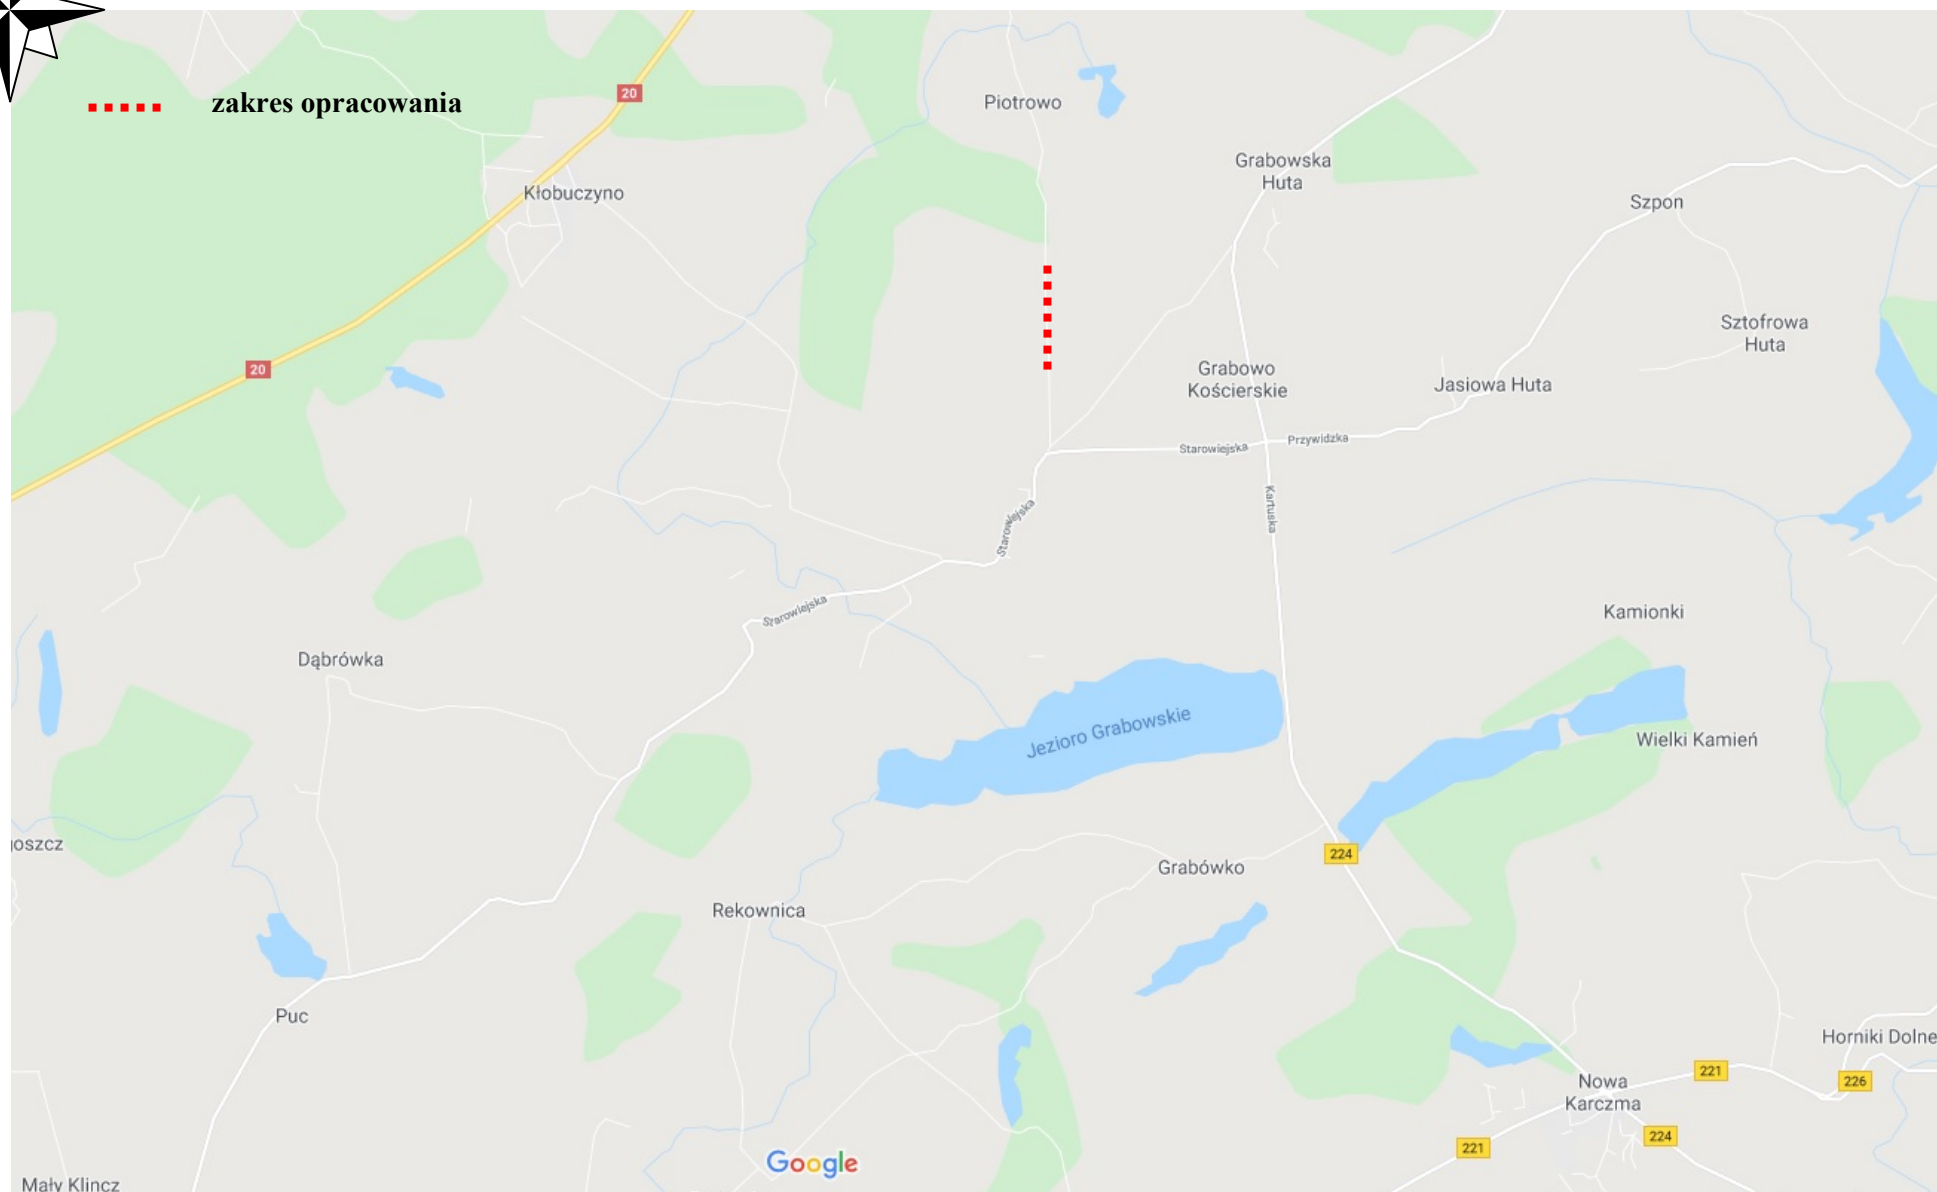 20
zakres opracowania
Piotrowo
Grabowska
Huta
Kłobuczyno
Szpon
Sztofrowa
Huta
20
Grabowo
Kościerskie
Jasiowa Huta
Starowiejska
Przywidzka
Kartuska
Starowiejska
Starowiejska
Kamionki
Dąbrówka
Jezioro Grabowskie
Wielki Kamień
goszcz
224
Grabówko
Rekownica
Puc
Horniki Dolne
221
226
Nowa
Karczma
224
221
Google
Mały Klincz